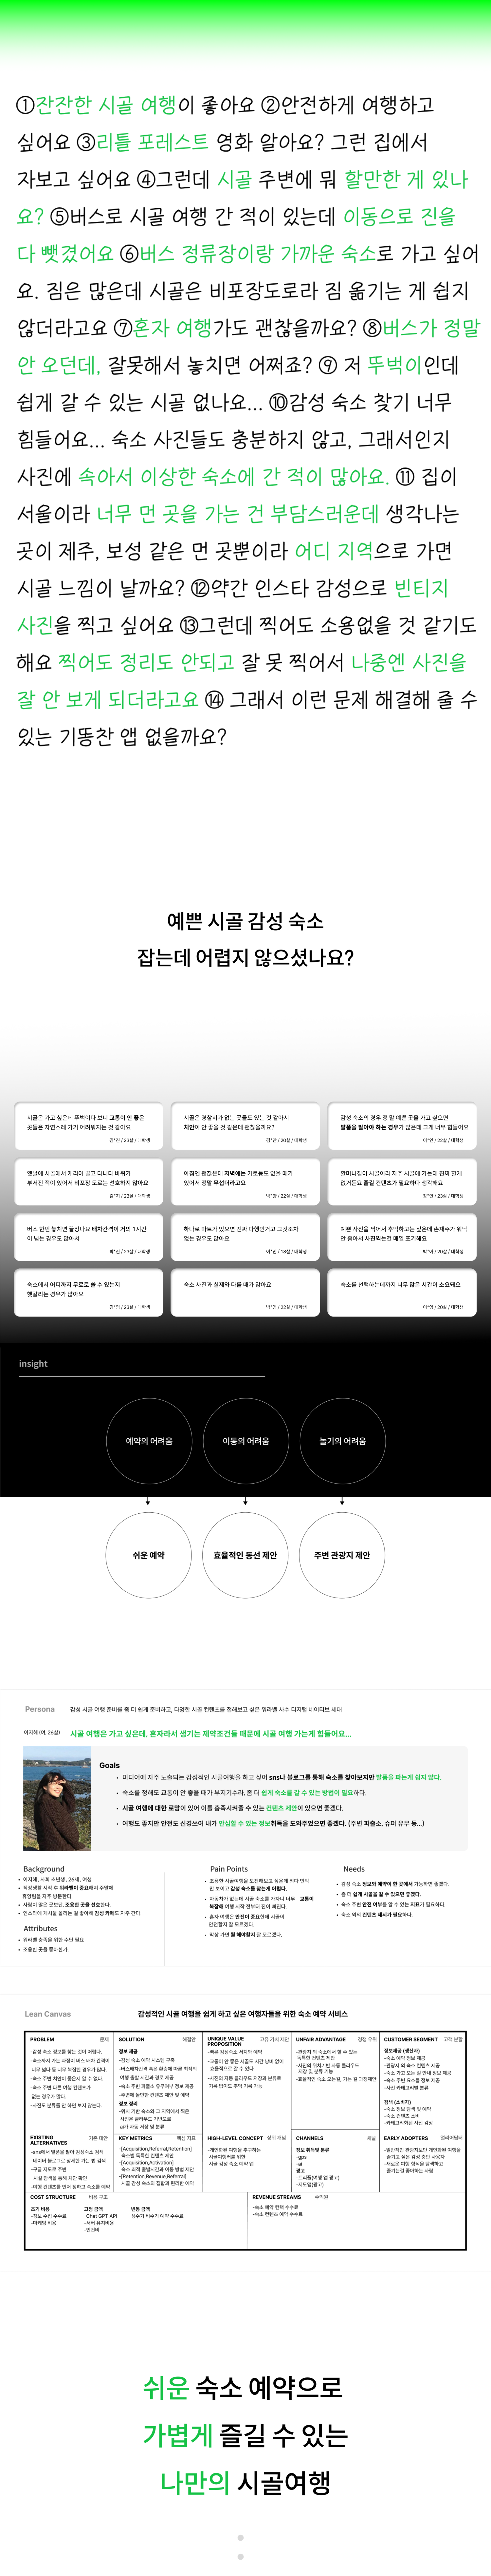 ①잔잔한 시골 여행이 좋아요 ②안전하게 여행하고
싶어요 ③리틀 포레스트 영화 알아요? 그런 집에서
자보고 싶어요 ④그런데 시골 주변에 뭐 할만한 게 있나
요? ⑤버스로 시골 여행 간 적이 있는데 이동으로 진을
다 뺐겼어요 ⑥버스 정류장이랑 가까운 숙소로 가고 싶어
요. 짐은 많은데 시골은 비포장도로라 짐 옮기는 게 쉽지
않더라고요 ⑦혼자 여행가도 괜찮을까요? ⑧버스가 정말
안 오던데, 잘못해서 놓치면 어쩌죠? ⑨ 저 뚜벅이인데
쉽게 갈 수 있는 시골 없나요... ⑩감성 숙소 찾기 너무
힘들어요... 숙소 사진들도 충분하지 않고, 그래서인지
사진에 속아서 이상한 숙소에 간 적이 많아요. ⑪ 집이
서울이라 너무 먼 곳을 가는 건 부담스러운데 생각나는
곳이 제주, 보성 같은 먼 곳뿐이라 어디 지역으로 가면
시골 느낌이 날까요? ⑫약간 인스타 감성으로 빈티지
사진을 찍고 싶어요 ⑬그런데 찍어도 소용없을 것 같기도
해요 찍어도 정리도 안되고 잘 못 찍어서 나중엔 사진을
잘 안 보게 되더라고요 ⑭ 그래서 이런 문제 해결해 줄 수
있는 기똥찬 앱 없을까요?
예쁜 시골 감성 숙소
잡는데 어렵지 않으셨나요?
시골은 가고 싶은데 뚜벅이다 보니 교통이 안 좋은
곳들은 자연스레 가기 어려워지는 것 같아요
김*진 / 23살 / 대학생
시골은 경찰서가 없는 곳들도 있는 것 같아서
치안이 안 좋을 것 같은데 괜찮을까요?
김*빈 / 20살 / 대학생
감성 숙소의 경우 정 말 예쁜 곳을 가고 싶으면
발품을 팔아야 하는 경우가 많은데 그게 너무 힘들어요
이*인 / 22살 / 대학생
옛날에 시골에서 캐리어 끌고 다니다 바퀴가
부서진 적이 있어서 비포장 도로는 선호하지 않아요
김*지 / 23살 / 대학생
아침엔 괜찮은데 저녁에는 가로등도 없을 때가
있어서 정말 무섭더라고요
박*향 / 22살 / 대학생
할머니집이 시골이라 자주 시골에 가는데 진짜 할게
없거든요 즐길 컨텐츠가 필요하다 생각해요
장*연 / 23살 / 대학생
버스 한번 놓치면 끝장나요 배차간격이 거의 1시간
이 넘는 경우도 많아서
박*진 / 23살 / 대학생
하나로 마트가 있으면 진짜 다행인거고 그것조차
없는 경우도 많아요
이*인 / 18살 / 대학생
예쁜 사진을 찍어서 추억하고는 싶은데 손재주가 워낙
안 좋아서 사진찍는건 매일 포기해요
박*아 / 20살 / 대학생
숙소에서 어디까지 무료로 쓸 수 있는지
헷갈리는 경우가 많아요
김*영 / 23살 / 대학생
숙소 사진과 실제와 다를 때가 많아요
박*영 / 22살 / 대학생
숙소를 선택하는데까지 너무 많은 시간이 소요돼요
이*영 / 20살 / 대학생
insight
예약의 어려움
이동의 어려움
놀기의 어려움
쉬운 예약
효율적인 동선 제안
주변 관광지 제안
Persona
감성 시골 여행 준비를 좀 더 쉽게 준비하고, 다양한 시골 컨텐츠를 접해보고 싶은 워라벨 사수 디지털 네이티브 세대
이지혜 (여, 26살)
시골 여행은 가고 싶은데, 혼자라서 생기는 제약조건들 때문에 시골 여행 가는게 힘들어요...
Goals
• 미디어에 자주 노출되는 감성적인 시골여행을 하고 싶어 sns나 블로그를 통해 숙소를 찾아보지만 발품을 파는게 쉽지 않다.
• 숙소를 정해도 교통이 안 좋을 때가 부지기수라, 좀 더 쉽게 숙소를 갈 수 있는 방법이 필요하다.
• 시골 여행에 대한 로망이 있어 이를 충족시켜줄 수 있는 컨텐츠 제안이 있으면 좋겠다.
• 여행도 좋지만 안전도 신경쓰여 내가 안심할 수 있는 정보취득을 도와주었으면 좋겠다. (주변 파출소, 슈퍼 유무 등...)
Background
• 이지혜 , 사회 초년생 , 26세 , 여성
• 직장생활 시작 후 워라벨이 중요해져 주말에
휴양림을 자주 방문한다.
• 사람이 많은 곳보단, 조용한 곳을 선호한다.
• 인스타에 게시물 올리는 걸 좋아해 감성 카페도 자주 간다.
Attributes
• 워라벨 충족을 위한 수단 필요
• 조용한 곳을 좋아한가.
Pain Points
• 조용한 시골여행을 도전해보고 싶은데 죄다 민박
만 보이고 감성 숙소를 찾는게 어렵다.
• 자동차가 없는데 시골 숙소를 가자니 너무 교통이
복잡해 여행 시작 전부터 진이 빠진다.
• 혼자 여행은 안전이 중요한데 시골이
안전할지 잘 모르겠다.
• 막상 가면 뭘 해야할지 잘 모르겠다.
Needs
• 감성 숙소 정보와 예약이 한 곳에서 가능하면 좋겠다.
• 좀 더 쉽게 시골을 갈 수 있으면 좋겠다.
• 숙소 주변 안전 여부를 알 수 있는 지표가 필요하다.
• 숙소 외의 컨텐츠 제시가 필요하다.
Lean Canvas
감성적인 시골 여행을 쉽게 하고 싶은 여행자들을 위한 숙소 예약 서비스
PROBLEM 문제
-감성 숙소 정보를 찾는 것이 어렵다.
-숙소까지 가는 과정이 버스 배차 간격이
너무 넓다 등 너무 복잡한 경우가 많다.
-숙소 주변 치안이 좋은지 알 수 없다.
-숙소 주변 다른 여행 컨텐츠가
없는 경우가 많다.
-사진도 분류를 안 하면 보지 않는다.
EXISTING
ALTERNATIVES 기존 대안
-sns에서 발품을 팔아 감성숙소 검색
-네이버 블로그로 상세한 가는 법 검색
-구글 지도로 주변
시설 탐색을 통해 치안 확인
-여행 컨텐츠를 먼저 정하고 숙소를 예약
SOLUTION 해결안
정보 제공
-감성 숙소 예약 시스템 구축
-버스배차간격 혹은 환승에 따른 최적의
여행 출발 시간과 경로 제공
-숙소 주변 파출소 유무여부 정보 제공
-주변에 놀만한 컨텐츠 제안 및 예약
정보 정리
-위치 기반 숙소와 그 지역에서 찍은
사진은 클라우드 기반으로
ai가 자동 저장 및 분류
KEY METRICS 핵심 지표
-[Acquisition,Referral,Retention]
숙소별 독특한 컨텐츠 제안
-[Acquisition,Activation]
숙소 최적 출발시간과 이동 방법 제안
-[Retention,Revenue,Referral]
시골 감성 숙소의 집합과 편리한 예약
UNIQUE VALUE
PROPOSITION 고유 가치 제안
-빠른 감성숙소 서치와 예약
-교통이 안 좋은 시골도 시간 낭비 없이
효율적으로 갈 수 있다
-사진의 자동 클라우드 저장과 분류로
기록 없이도 추억 기록 가능
HIGH-LEVEL CONCEPT 상위 개념
-개인화된 여행을 추구하는
시골여행러를 위한
시골 감성 숙소 예약 앱
UNFAIR ADVANTAGE 경쟁 우위
-관광지 외 숙소에서 할 수 있는
독특한 컨텐츠 제안
-사진의 위치기반 자동 클라우드
저장 및 분류 기능
-효율적인 숙소 오는길, 가는 길 과정제안
CHANNELS 채널
정보 취득 및 분류
-gps
-ai
광고
-트리플(여행 앱 광고)
-지도앱(광고)
CUSTOMER SEGMENT 고객 분할
정보제공 (생산자)
-숙소 예약 정보 제공
-관광지 외 숙소 컨텐츠 제공
-숙소 가고 오는 길 안내 정보 제공
-숙소 주변 요소들 정보 제공
-사진 카테고리별 분류
검색 (소비자)
-숙소 정보 탐색 및 예약
-숙소 컨텐츠 소비
-카테고리화된 사진 감상
EARLY ADOPTERS 얼리어답터
-일반적인 관광지보단 개인화된 여행을
즐기고 싶은 감성 충만 사용자
-새로운 여행 형식을 탐색하고
즐기는걸 좋아하는 사람
COST STRUCTURE 비용 구조
초기 비용
-정보 수집 수수료
-마케팅 비용
고정 금액
-Chat GPT API
-서버 유지비용
-인건비
변동 금액
성수기 비수기 예약 수수료
REVENUE STREAMS 수익원
-숙소 예약 컨택 수수료
-숙소 컨텐츠 예약 수수료
쉬운 숙소 예약으로
가볍게 즐길 수 있는
나만의 시골여행